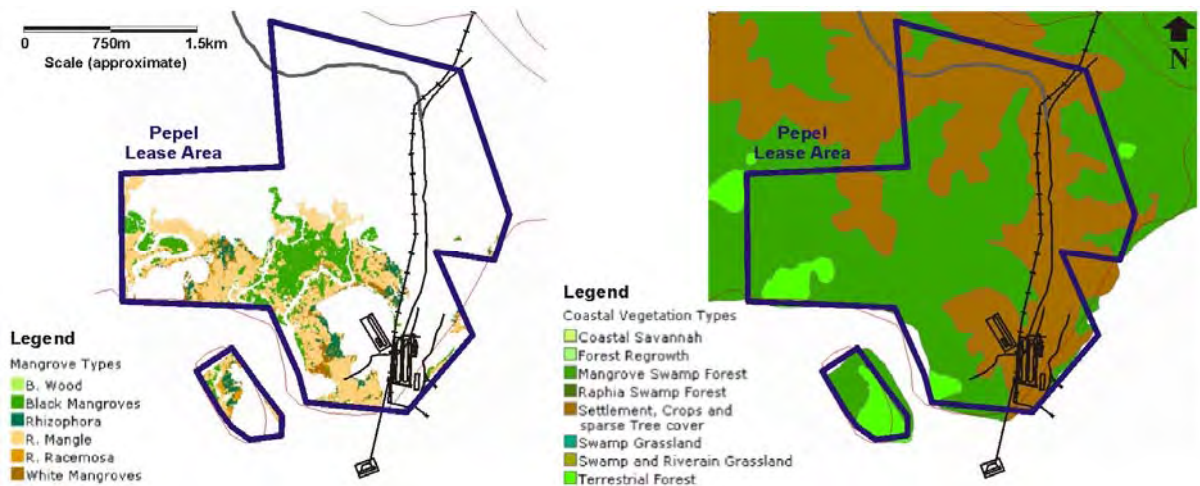 0 750m 1.5km
Scale (approximate)
Pepel
Lease Area
Legend
Mangrove Types
B. Wood
Black Mangroves
Rhizophora
R. Mangle
R. Racemosa
White Mangroves
N
Pepel
Lease Area
Legend
Coastal Vegetation Types
Coastal Savannah
Forest Regrowth
Mangrove Swamp Forest
Raphia Swamp Forest
Settlement, Crops and
sparse Tree cover
Swamp Grassland
Swamp and Riverain Grassland
Terrestrial Forest